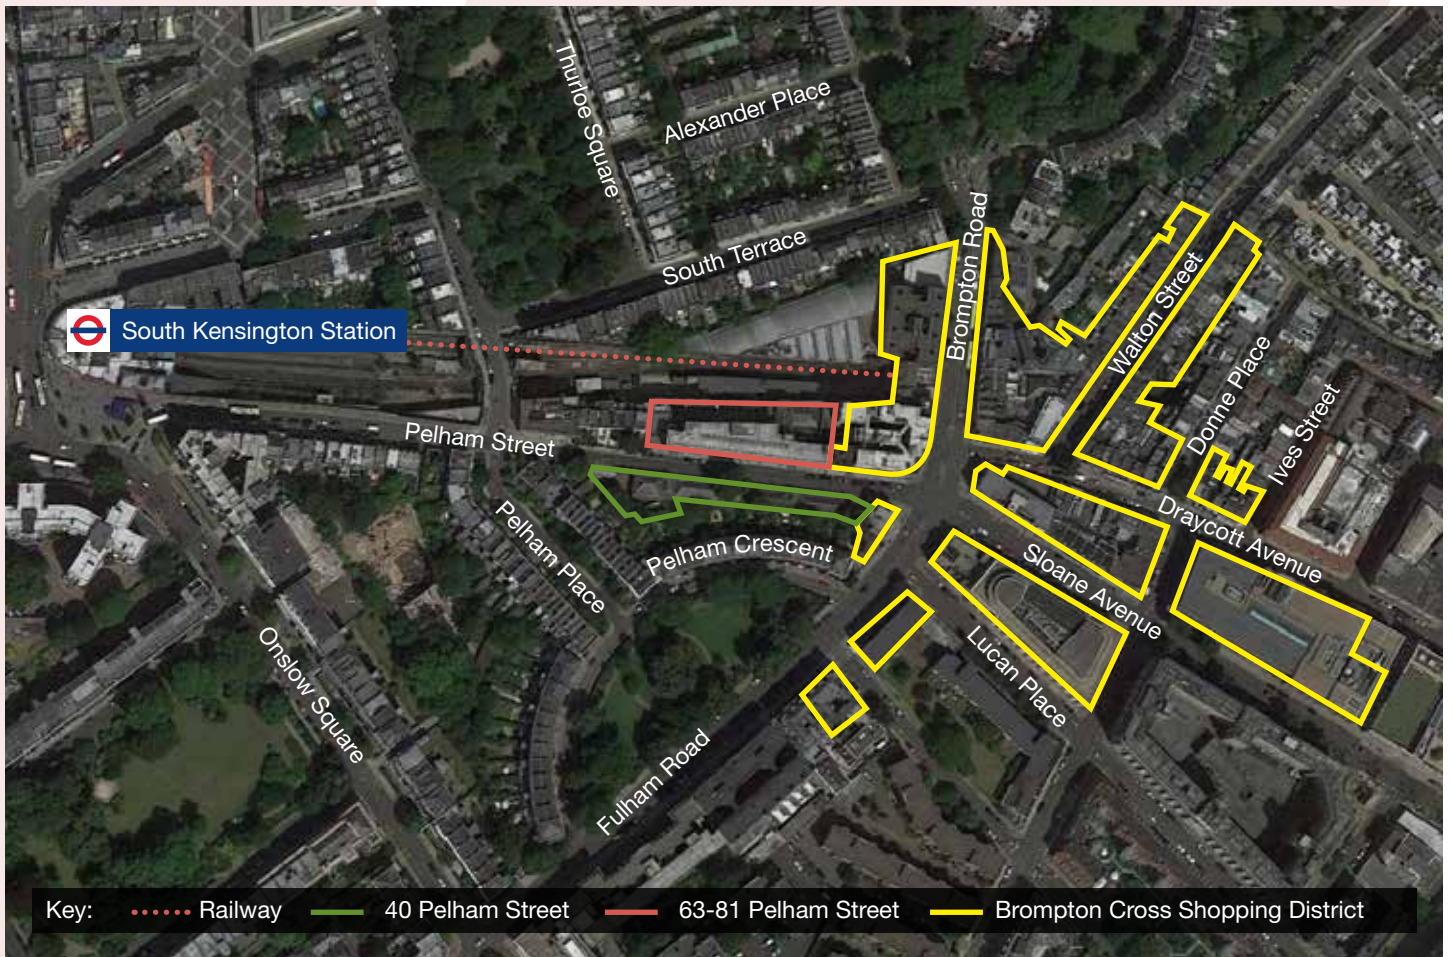 Thurloe Square
Alexander Place
South Terrace
Brompton Road
Walton Street
South Kensington Station
Donne Place
Ives Street
Pelham Street
Pelham Place
Pelham Crescent
Draycott Avenue
Sloane Avenue
Lucan Place
Onslow Square
Fulham Road
Key: Railway 40 Pelham Street 63-81 Pelham Street Brompton Cross Shopping District